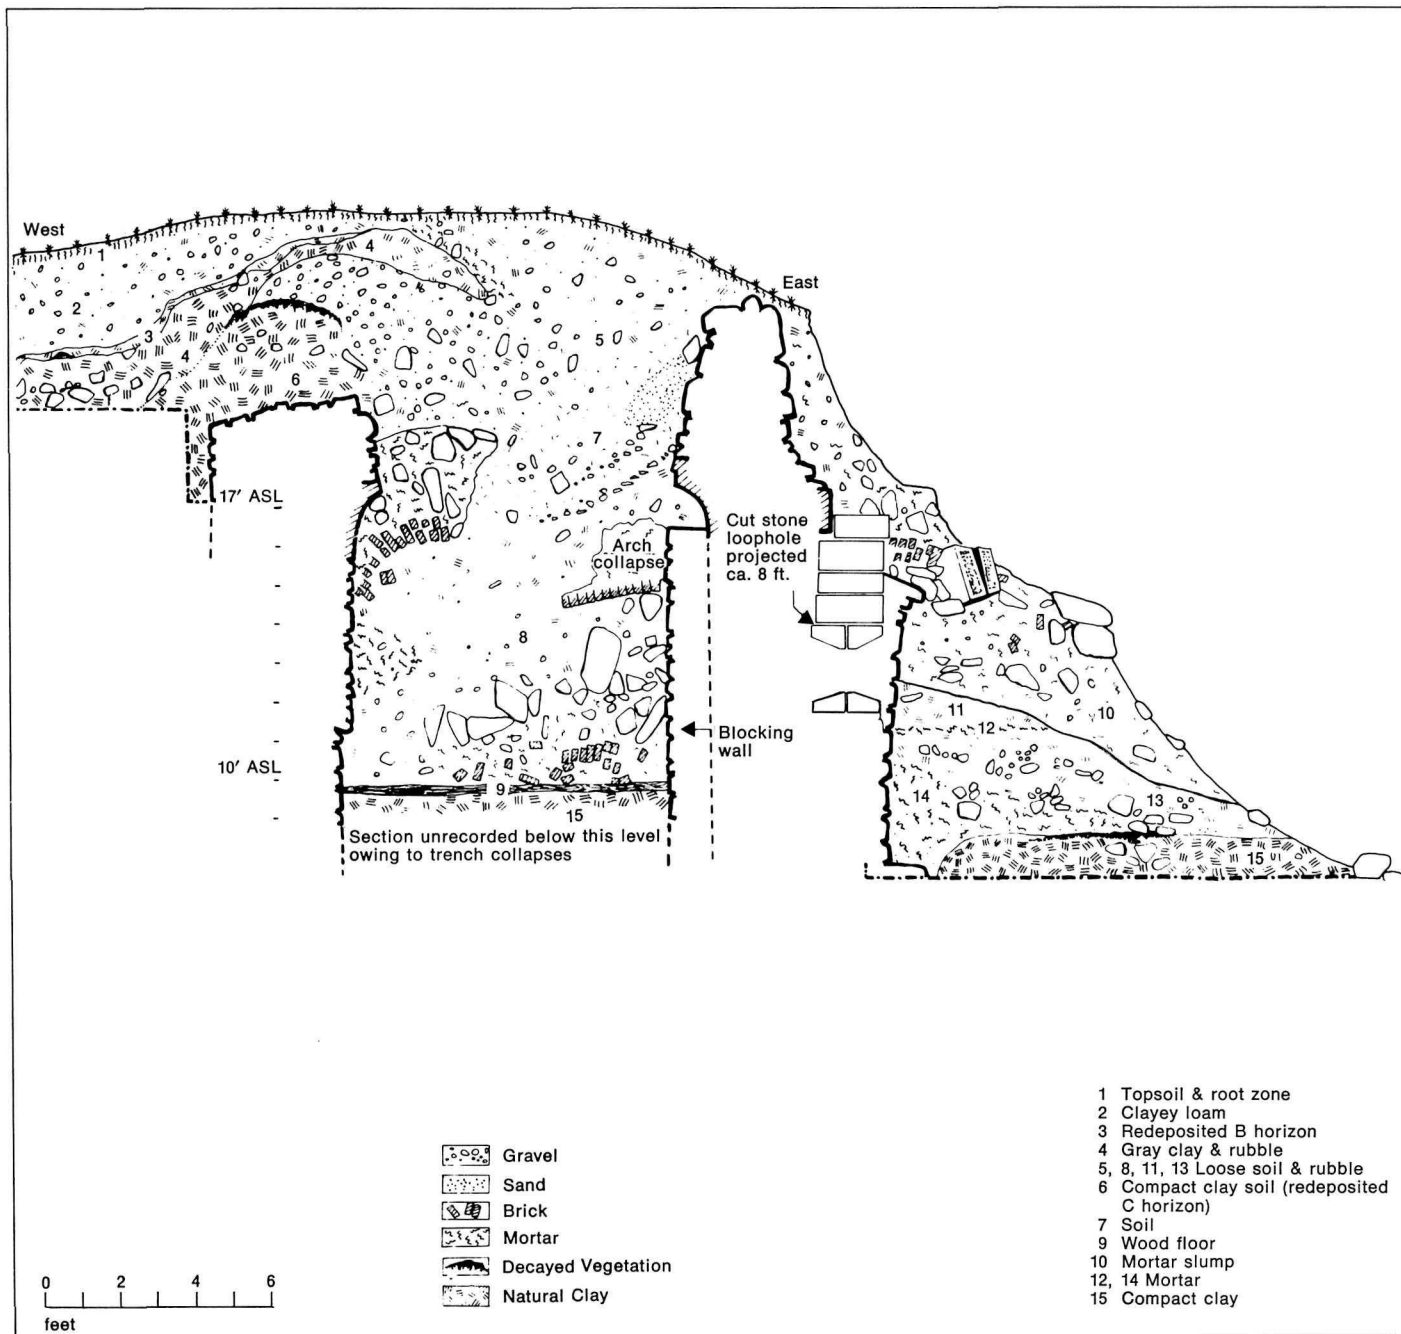 West
1
East
4
2
3
4
5
6
7
17' ASL
Cut stone
loophole
projected
ca. 8 ft.
Arch
collapse
8
11
10
12
Blocking
wall
10' ASL
9
14
13
15
15
Section unrecorded below this level
owing to trench collapses
Gravel
Sand
Brick
Mortar
Decayed Vegetation
Natural Clay
0 2 4 6
feet
1 Topsoil & root zone
2 Clayey loam
3 Redeposited B horizon
4 Gray clay & rubble
5, 8, 11, 13 Loose soil & rubble
6 Compact clay soil (redeposited
C horizon)
7 Soil
9 Wood floor
10 Mortar slump
12, 14 Mortar
15 Compact clay